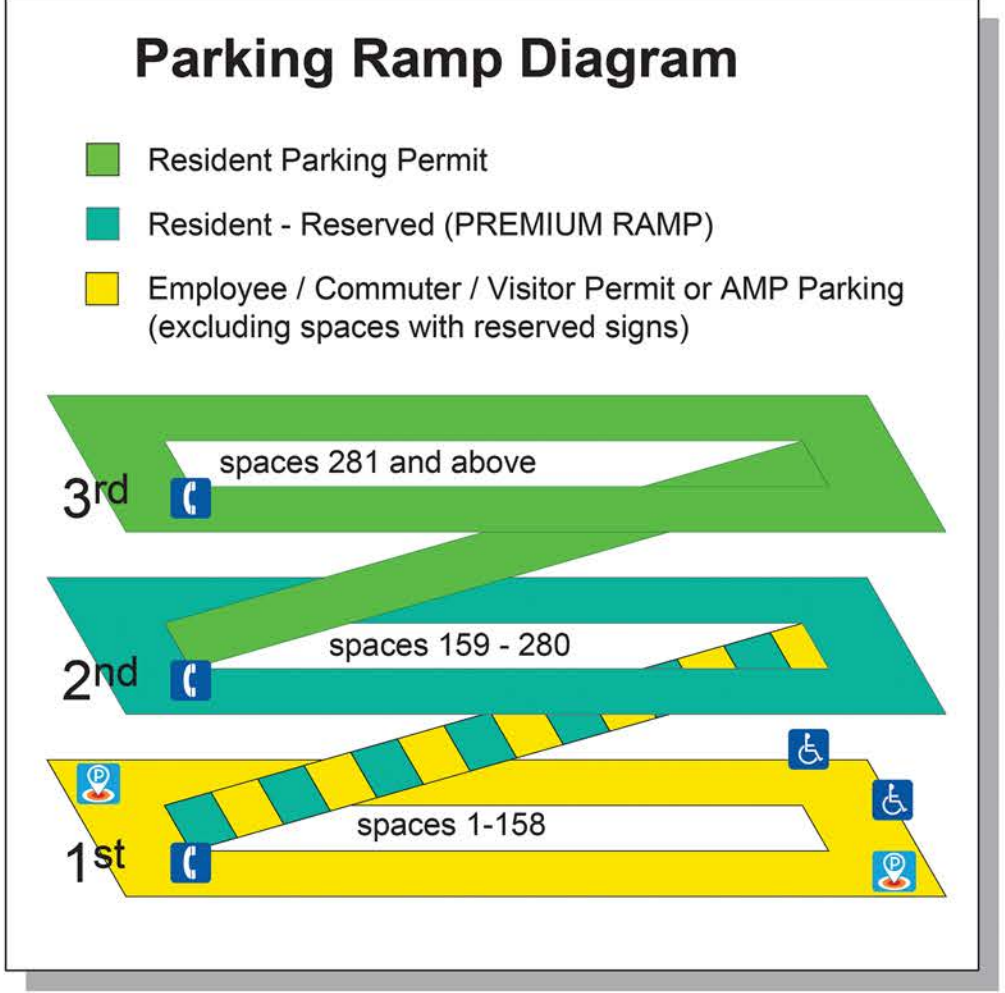 Parking Ramp Diagram
Resident Parking Permit
Resident - Reserved (PREMIUM RAMP)
Employee / Commuter / Visitor Permit or AMP Parking
(excluding spaces with reserved signs)
spaces 281 and above
3rd
spaces 159 - 280
2nd
P
spaces 1-158
1st
P